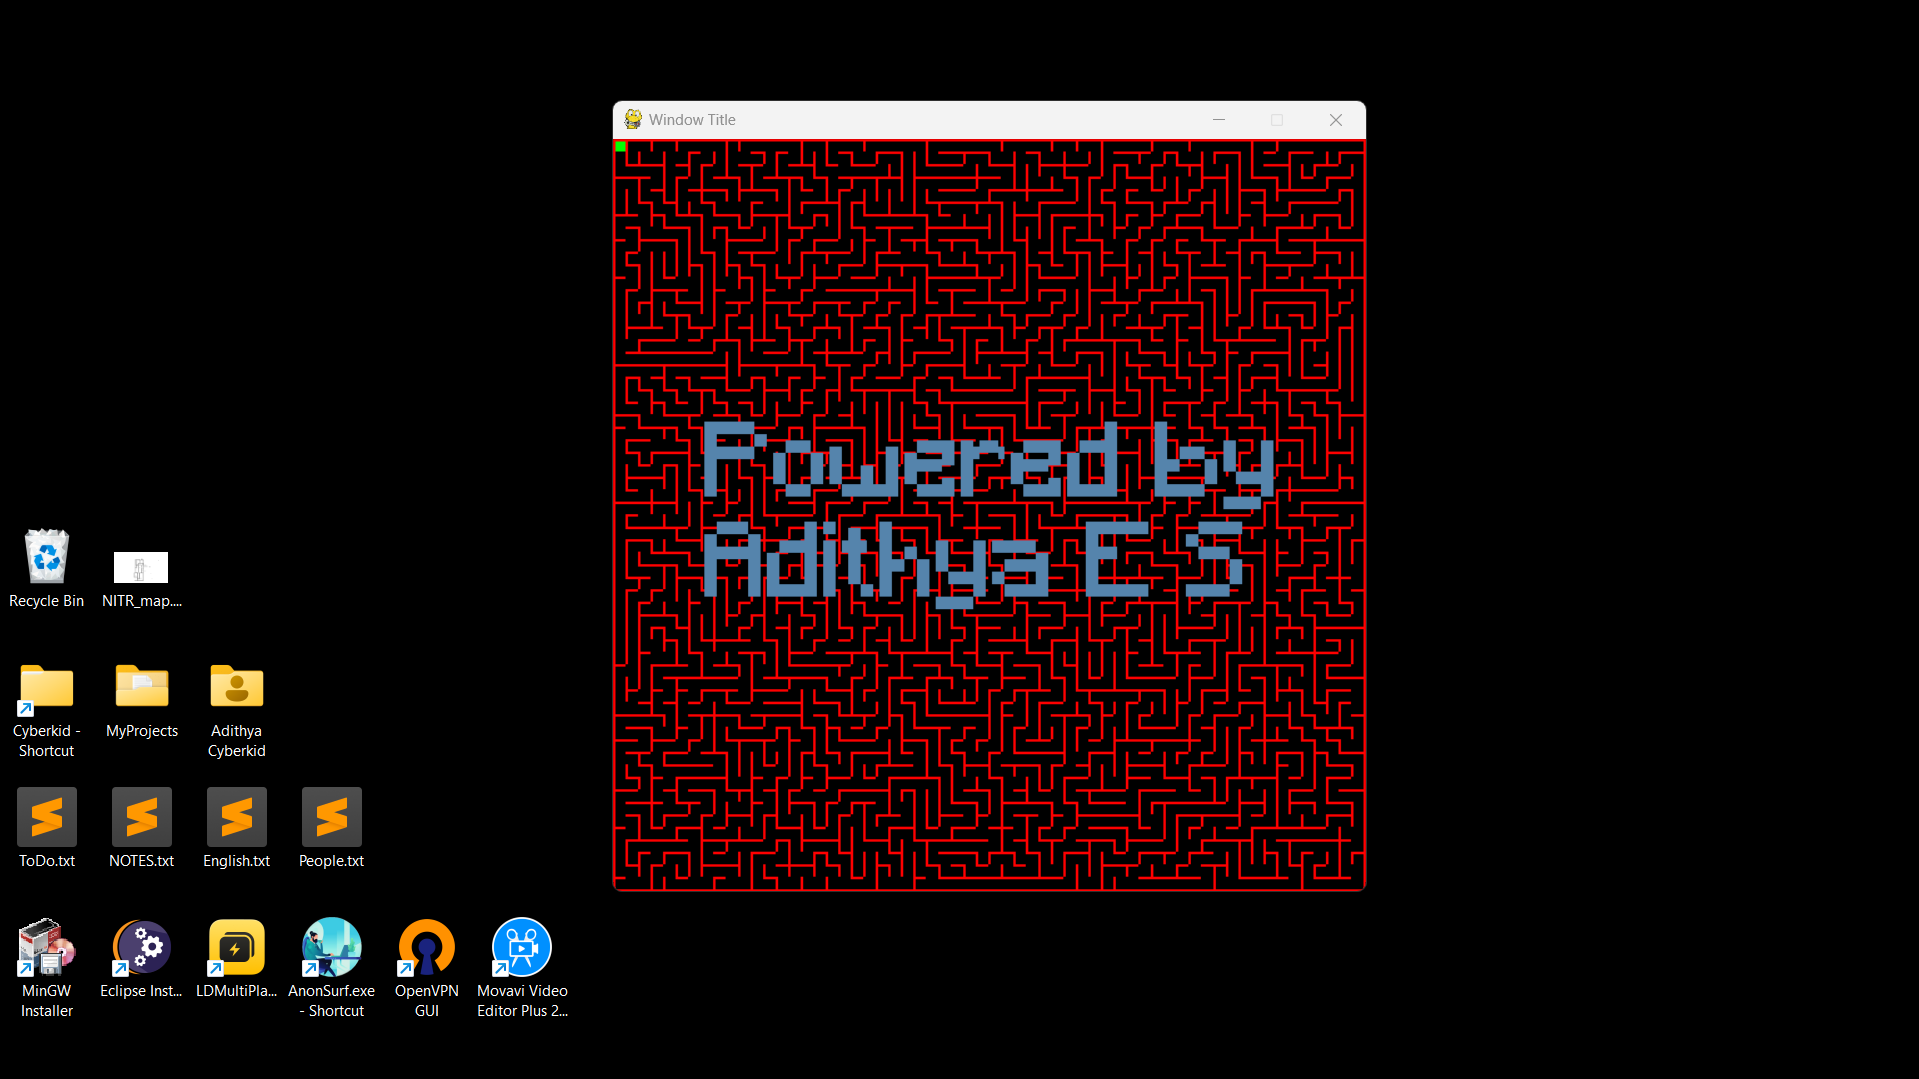 Window Title
Powered by
Adithya E S
Recycle Bin
NITR_map....
Cyberkid -
Shortcut
MyProjects
Adithya
Cyberkid
ToDo.txt
NOTES.txt
English.txt
People.txt
MinGW
Installer
Eclipse Inst...
LDMultiPla...
AnonSurf.exe
- Shortcut
OpenVPN
GUI
Movavi Video
Editor Plus 2...